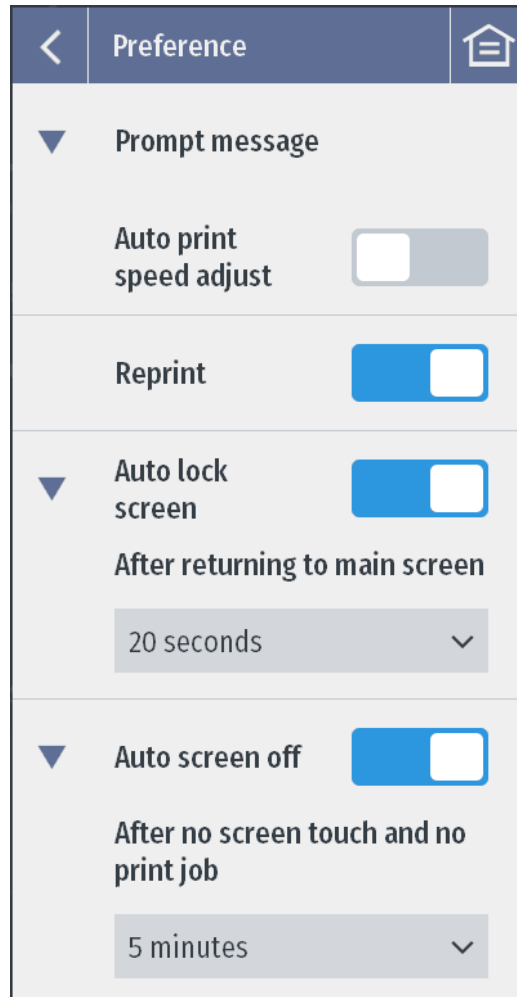 Preference
Prompt message
Auto print
speed adjust
Reprint
Auto lock
screen
After returning to main screen
20 seconds
Auto screen off
After no screen touch and no
print job
5 minutes